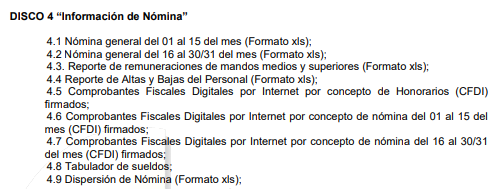 DISCO 4 “Información de Nómina”
4.1 Nómina general del 01 al 15 del mes (Formato xls);
4.2 Nómina general del 16 al 30/31 del mes (Formato xls);
4.3. Reporte de remuneraciones de mandos medios y superiores (Formato xls);
4.4 Reporte de Altas y Bajas del Personal (Formato xls);
4.5 Comprobantes Fiscales Digitales por Internet por concepto de Honorarios (CFDI)
firmados;
4.6 Comprobantes Fiscales Digitales por Internet por concepto de nómina del 01 al 15 del
mes (CFDI) firmados;
4.7 Comprobantes Fiscales Digitales por Internet por concepto de nómina del 16 al 30/31
del mes (CFDI) firmados;
4.8 Tabulador de sueldos;
4.9 Dispersión de Nómina (Formato xls);